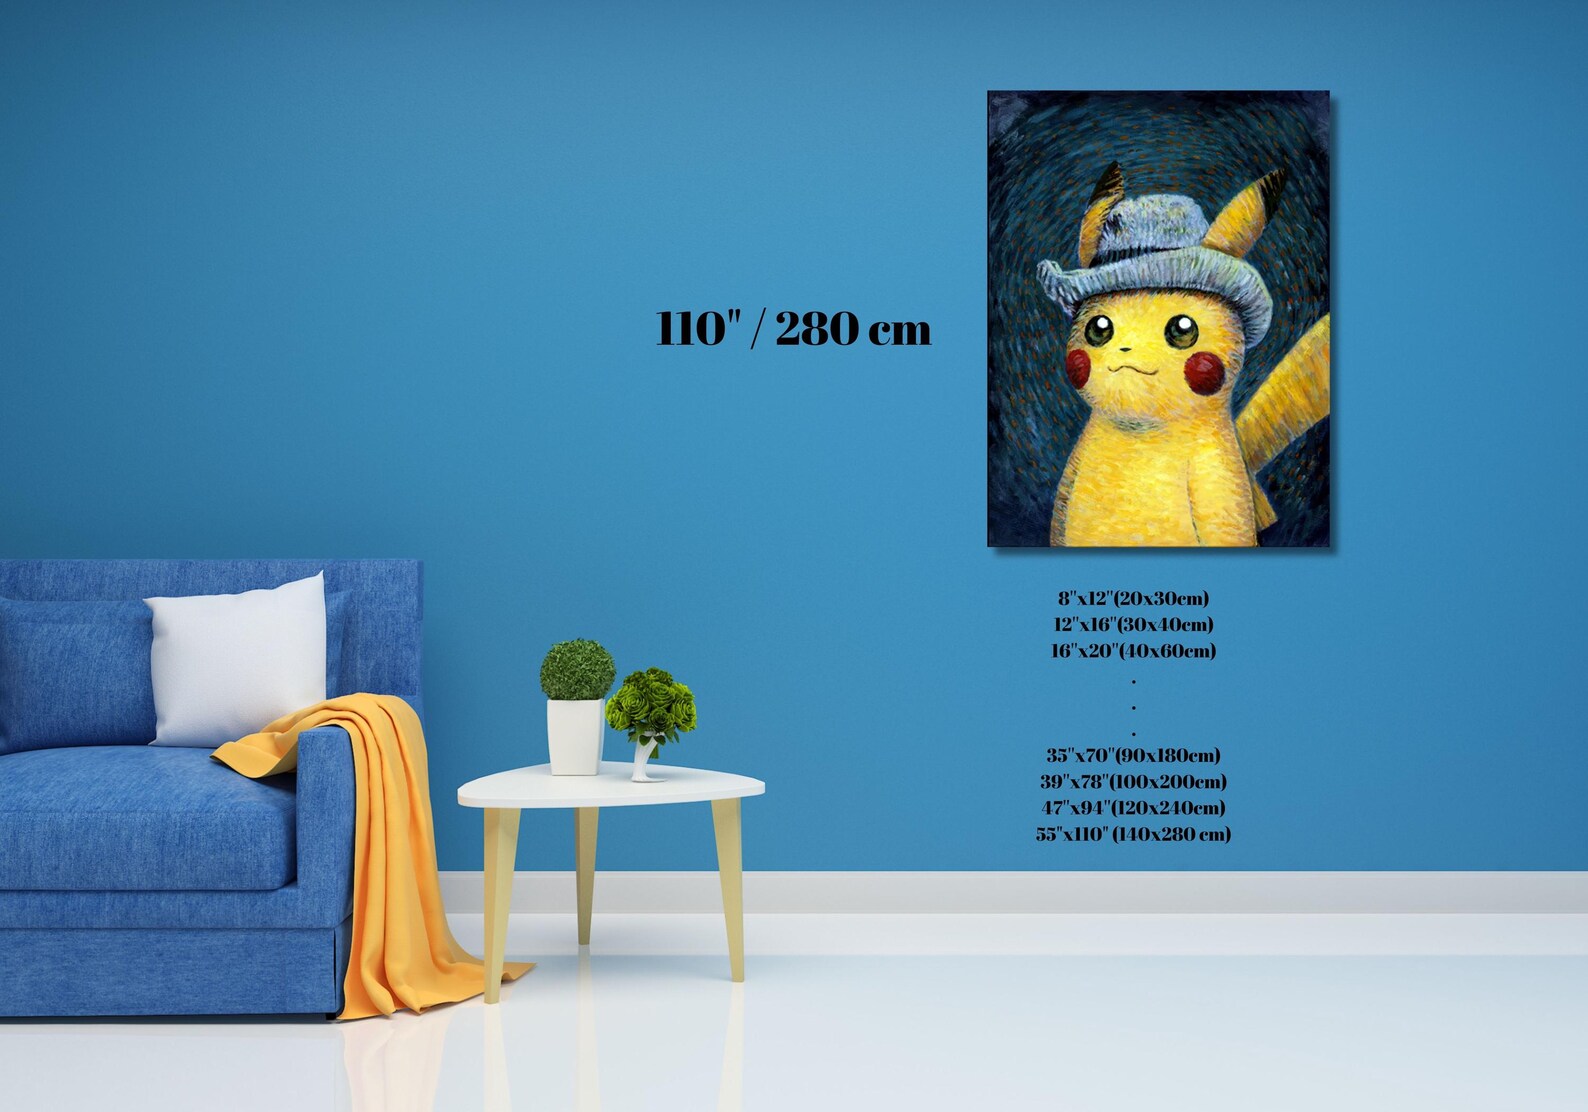 110" / 280 cm
8"x12"(20x30cm)
12"x16"(30x40cm)
16"x20"(40x60cm)
.
.
.
35"x70"(90x180cm)
39"x78"(100x200cm)
47"x94"(120x240cm)
55"x110" (140x280 cm)